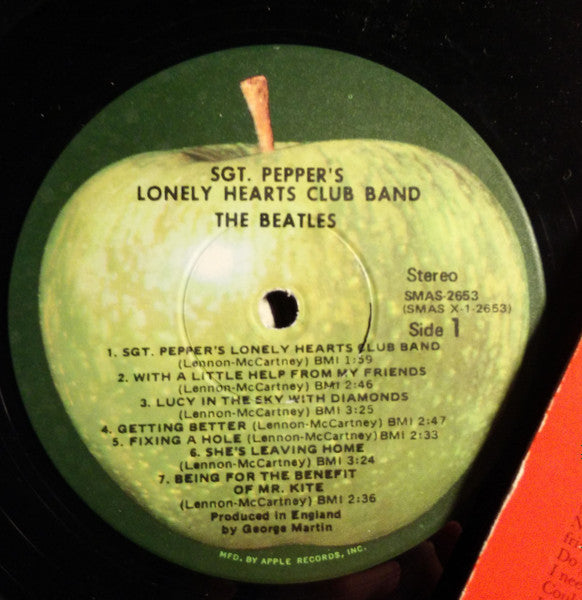 SGT. PEPPER'S
LONELY HEARTS CLUB BAND
THE BEATLES
Stereo
SMAS-2653
(SMAS X-1-2653)
Side 1
1. SGT. PEPPER'S LONELY HEARTS CLUB BAND
(Lennon-McCartney) BMI 1:59
2. WITH A LITTLE HELP FROM MY FRIENDS
(Lennon-McCartney) BMI 2:46
3. LUCY IN THE SKY WITH DIAMONDS
(Lennon-McCartney) BMI 3:25
4. GETTING BETTER (Lennon-McCartney) BMI 2:47
5. FIXING A HOLE (Lennon-McCartney) BMI 2:33
6. SHE'S LEAVING HOME
(Lennon-McCartney) BMI 3:24
7. BEING FOR THE BENEFIT
OF MR. KITE
(Lennon-McCartney) BMI 2:36
Produced in England
by George Martin
MFD. BY APPLE RECORDS, INC.
Do
I nee